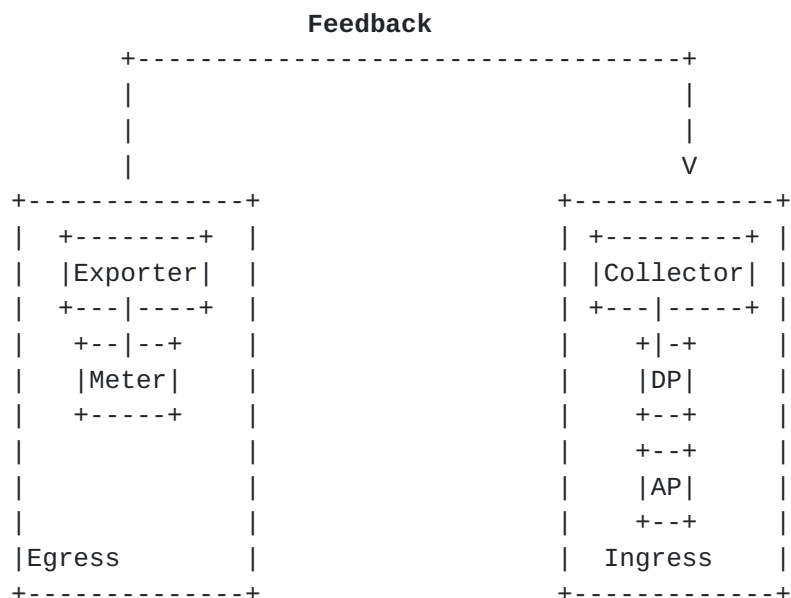 Feedback
Exporter
Collector
Meter
DP
AP
Egress
Ingress
V